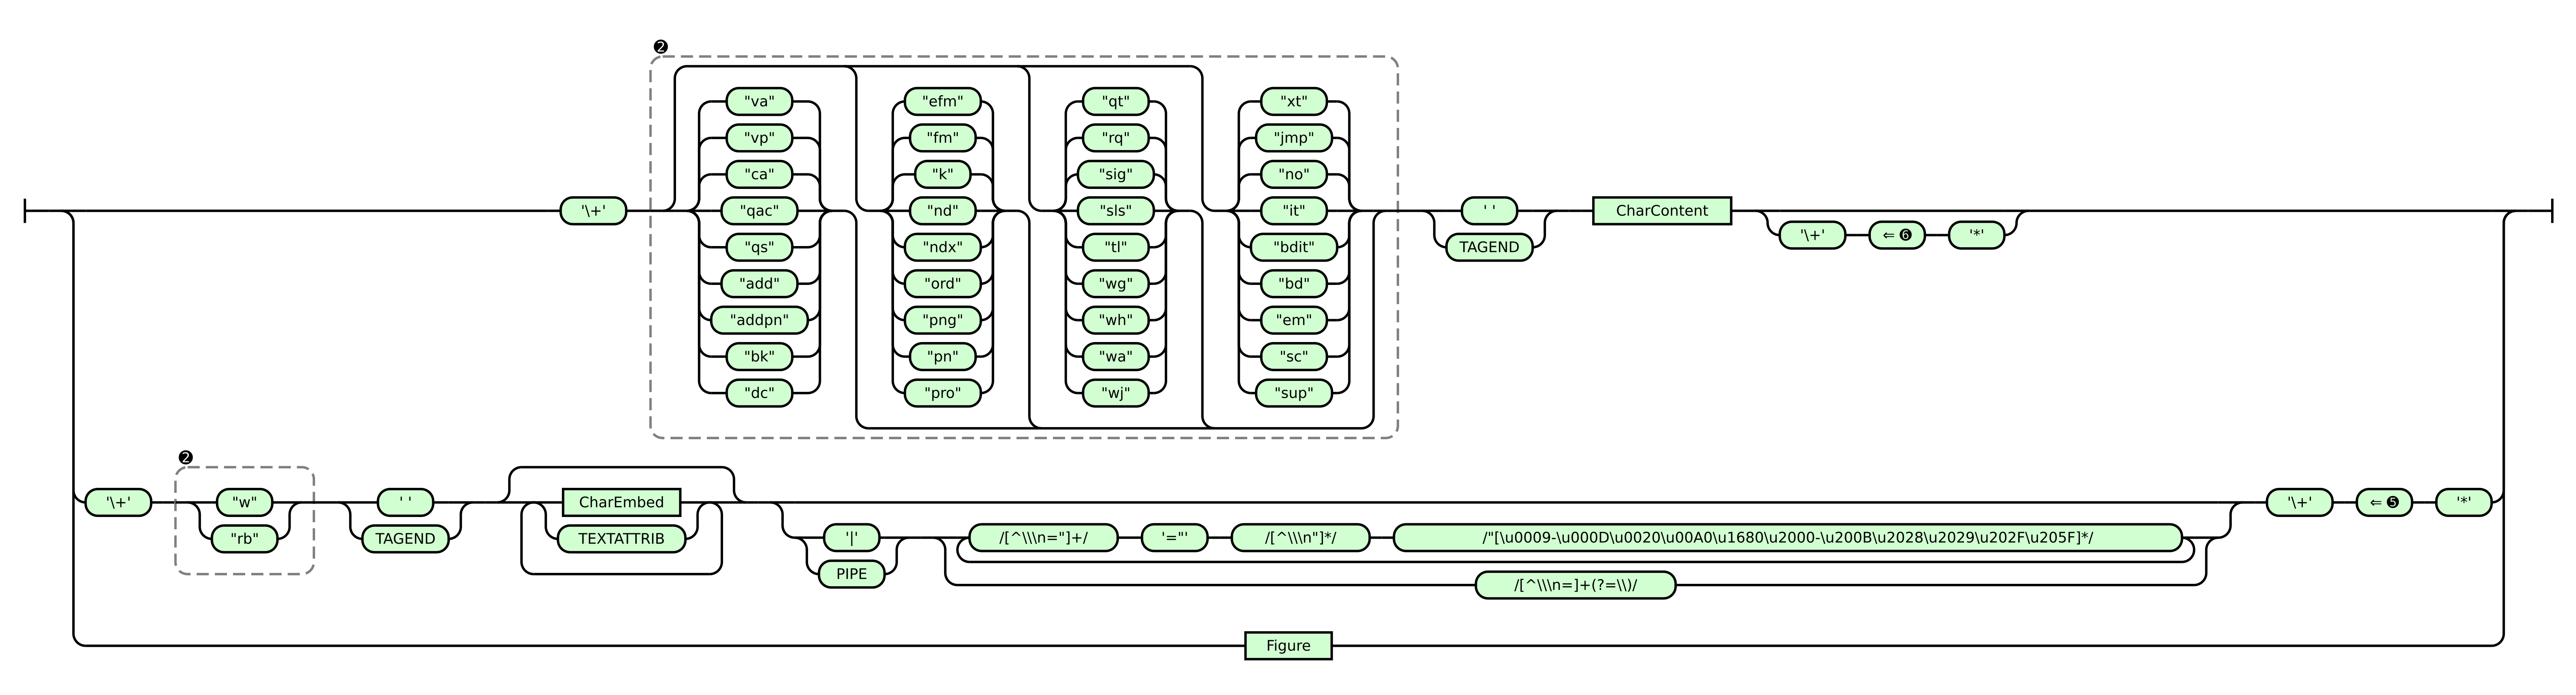 ❷
"va" "efm" "qt" "xt"
"vp" "fm" "rq" "jmp"
"ca" "k" "sig" "no"
'\+' "qac" "nd" "sls" "it" ' ' CharContent
"qs" "ndx" "tl" "bdit" TAGEND '\+' ⇐ ❻ '*'
"add" "ord" "wg" "bd"
"addpn" "png" "wh" "em"
"bk" "pn" "wa" "sc"
"dc" "pro" "wj" "sup"
❷
'\+' "w" ' ' CharEmbed '\+' ⇐ ❺ '*'
"rb" TAGEND TEXTATTRIB '|' /[^\\\n="]+/ '="' /[^\\\n"]*/ /"[\u0009-\u000D\u0020\u00A0\u1680\u2000-\u200B\u2028\u2029\u202F\u205F]*/
PIPE /[^\\\n=]+(?=\\)/
Figure